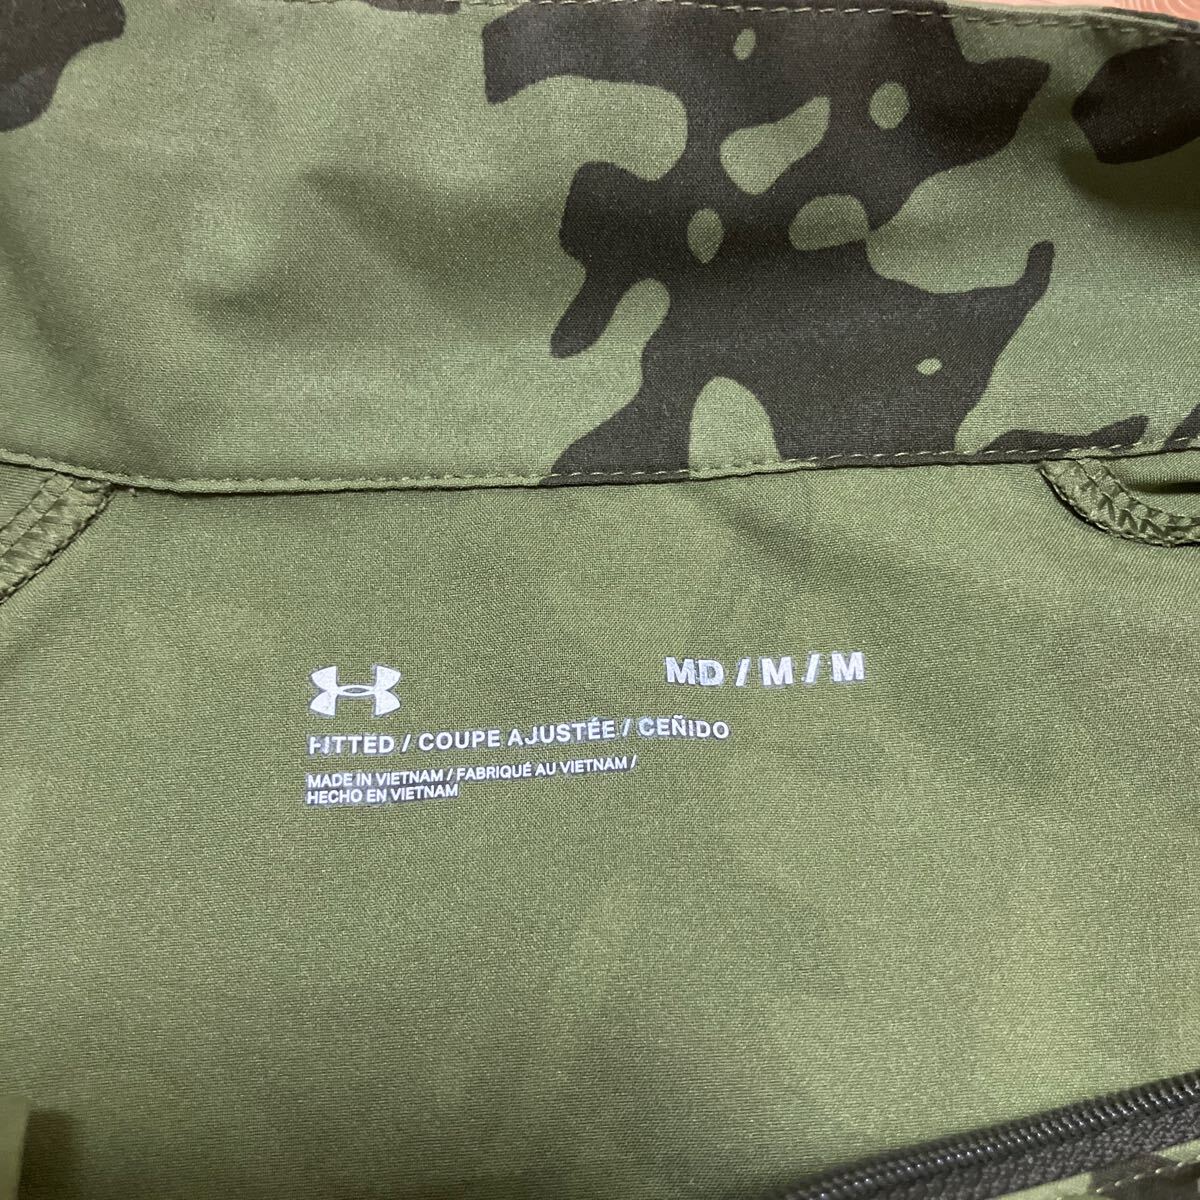 MD / M / M
FITTED / COUPE AJUSTÉE / CEÑIDO
MADE IN VIETNAM / FABRIQUÉ AU VIETNAM /
HECHO EN VIETNAM